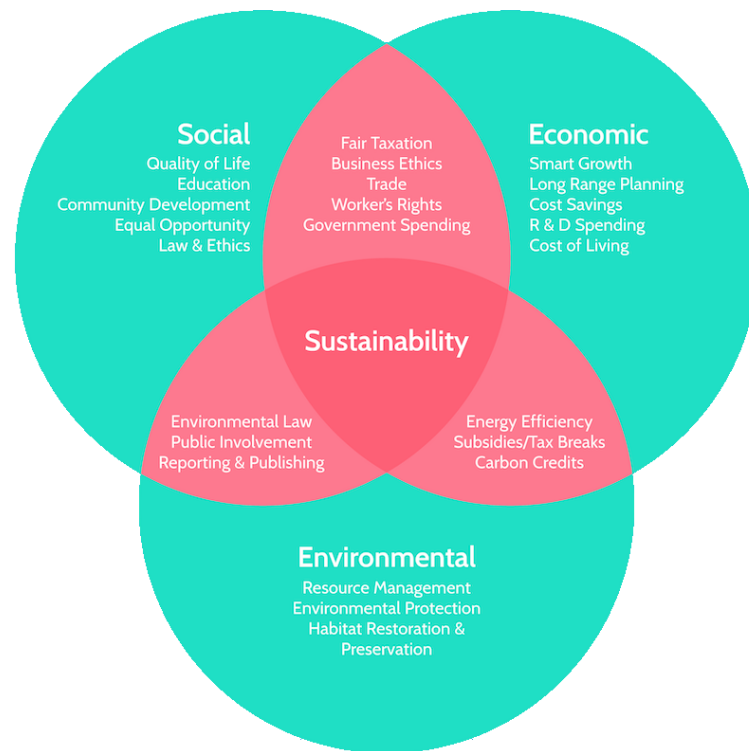 Social
Quality of Life
Education
Community Development
Equal Opportunity
Law & Ethics
Fair Taxation
Business Ethics
Trade
Worker's Rights
Government Spending
Economic
Smart Growth
Long Range Planning
Cost Savings
R & D Spending
Cost of Living
Sustainability
Environmental Law
Public Involvement
Reporting & Publishing
Energy Efficiency
Subsidies/Tax Breaks
Carbon Credits
Environmental
Resource Management
Environmental Protection
Habitat Restoration &
Preservation